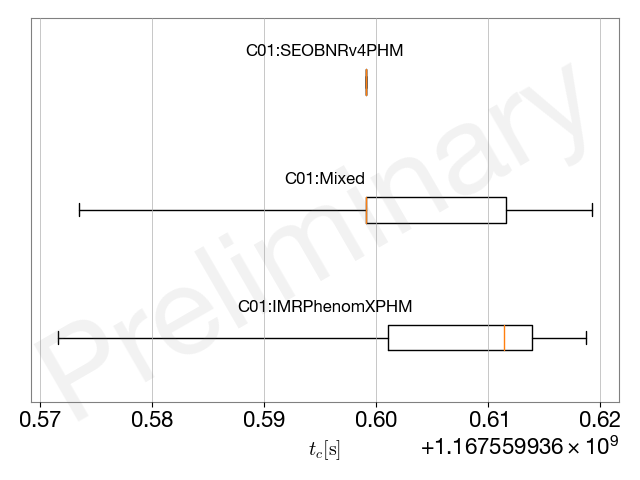 C01:SEOBNRv4PHM
C01:Mixed
C01:IMRPhenomXPHM
Preliminary
0.57 0.58 0.59 0.60 0.61 0.62
t_c[s]
+1.167559936 × 10⁹